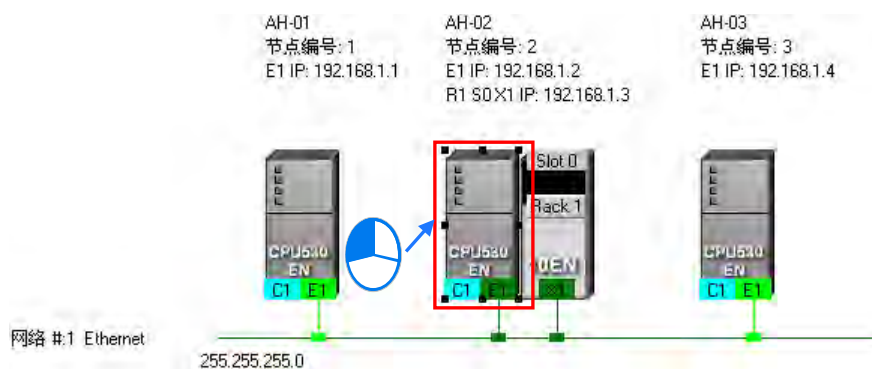 AH-01
节点编号: 1
E1 IP: 192.168.1.1
AH-02
节点编号: 2
E1 IP: 192.168.1.2
R1 S0 X1 IP: 192.168.1.3
AH-03
节点编号: 3
E1 IP: 192.168.1.4
CPU530
EN
C1 E1
CPU530
EN
C1 E1
Slot 0
Rack 1
0EN
X1
CPU530
EN
C1 E1
网络 #:1 Ethernet
255.255.255.0